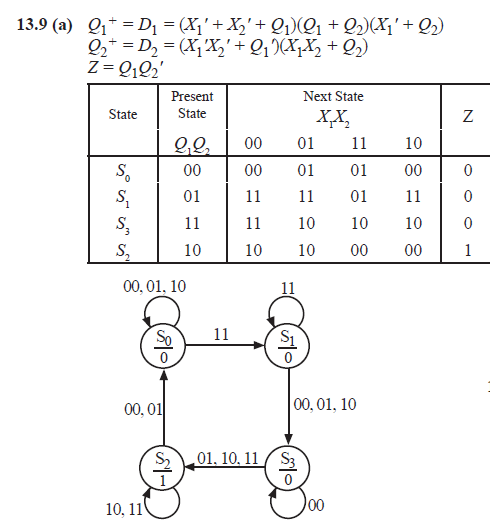 13.9 (a) Q₁⁺ = D₁ = (X₁' + X₂' + Q₁)(Q₁ + Q₂)(X₁' + Q₂)
Q₂⁺ = D₂ = (X₁'X₂' + Q₁')(X₁X₂ + Q₂)
Z = Q₁Q₂'
State Present State Next State Z
Q₁Q₂ X₁X₂
00 01 11 10
S₀ 00 00 01 01 00 0
S₁ 01 11 11 01 11 0
S₃ 11 11 10 10 10 0
S₂ 10 10 10 00 00 1
00, 01, 10 11
S₀ 11 S₁
0 0
00, 01 00, 01, 10
S₂ 01, 10, 11 S₃
1 0
10, 11 00